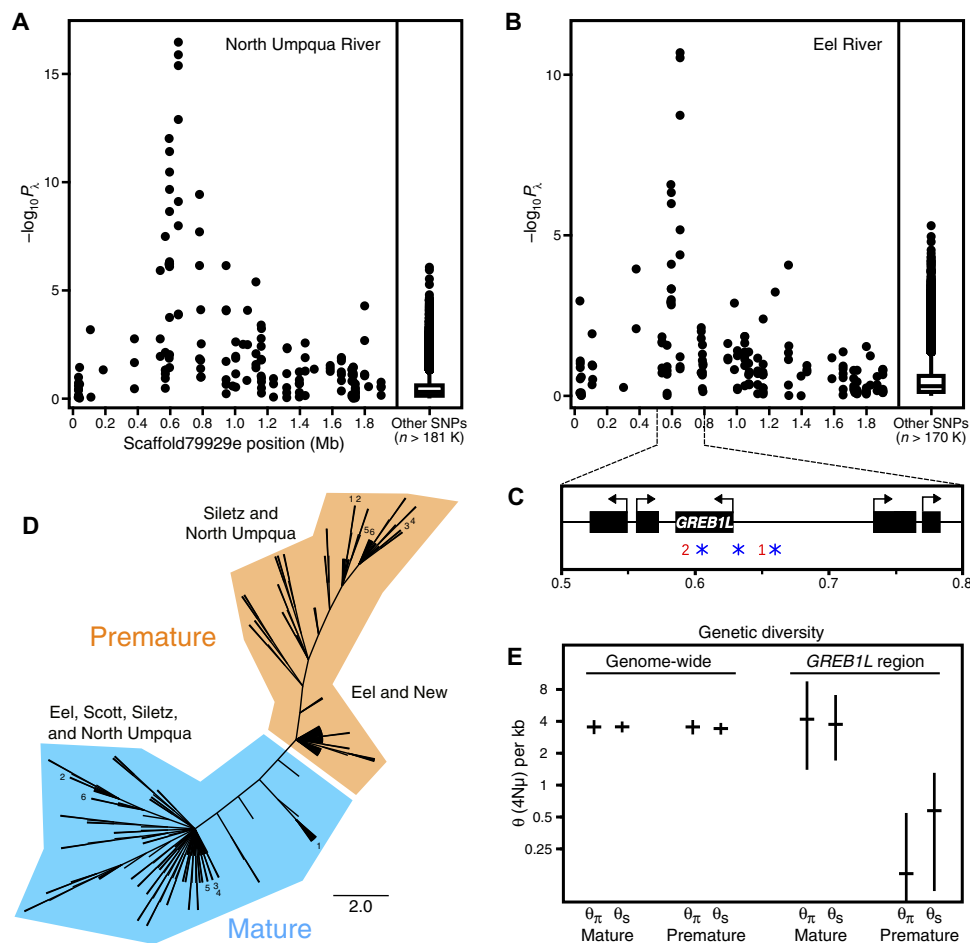 A
North Umpqua River
15
10
5
0
−log10 Pλ
0 0.2 0.4 0.6 0.8 1.0 1.2 1.4 1.6 1.8
Scaffold79929e position (Mb)
Other SNPs
(n > 181 K)
B
Eel River
10
5
0
−log10 Pλ
0 0.2 0.4 0.6 0.8 1.0 1.2 1.4 1.6 1.8
Other SNPs
(n > 170 K)
C
GREB1L
2 * * 1 *
0.5 0.6 0.7 0.8
D
Siletz and
North Umpqua
1 2
5 6
3 4
Premature
Eel and New
Eel, Scott, Siletz,
and North Umpqua
2
6
1
5 3
4
Mature
2.0
Genetic diversity
E
Genome-wide
GREB1L region
8
4
2
1
0.5
0.25
θ (4Nμ) per kb
θπ θS θπ θS θπ θS θπ θS
Mature Premature Mature Premature